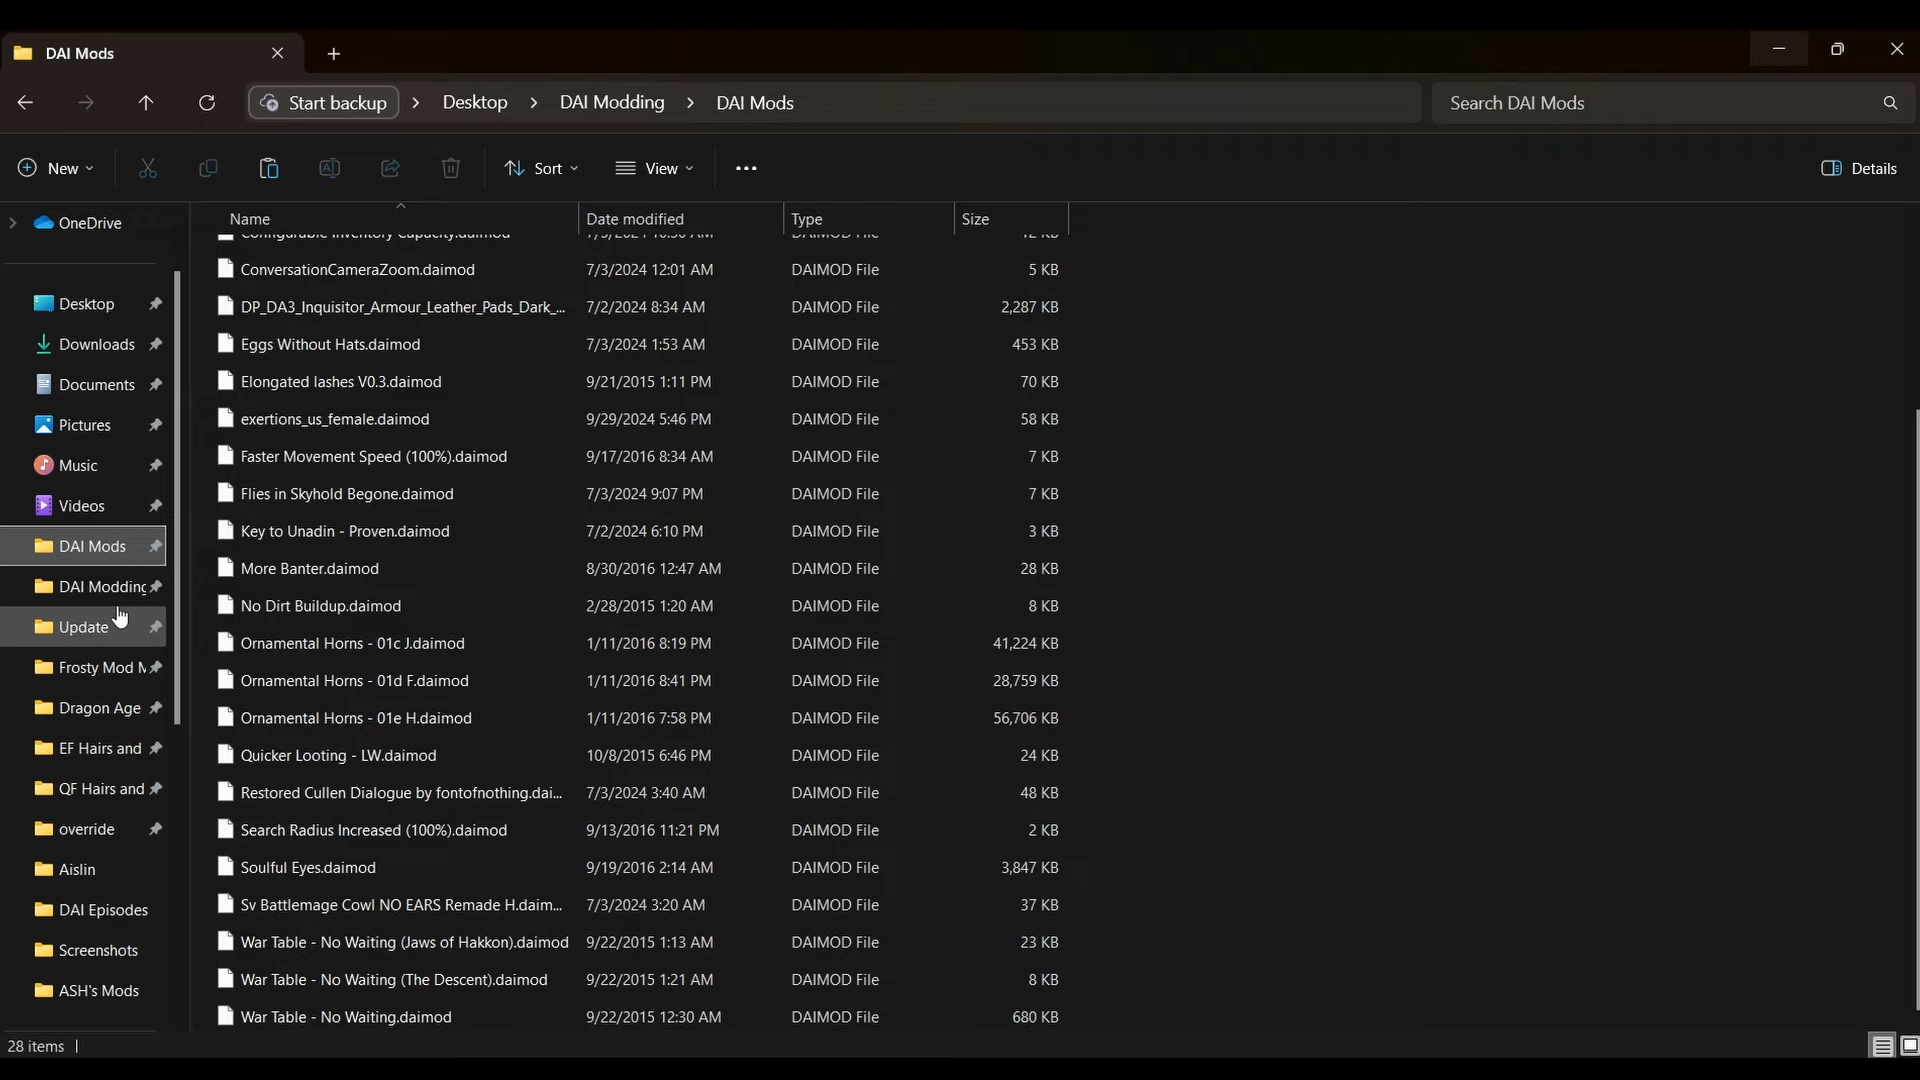 DAI Mods
Start backup > Desktop > DAI Modding > DAI Mods
Search DAI Mods
New
Sort
View
Details
OneDrive
Desktop
Downloads
Documents
Pictures
Music
Videos
DAI Mods
DAI Modding
Update
Frosty Mod M
Dragon Age
EF Hairs and
QF Hairs and
override
Aislin
DAI Episodes
Screenshots
ASH's Mods
Name Date modified Type Size
Configurable Inventory Capacity.daimod
ConversationCameraZoom.daimod 7/3/2024 12:01 AM DAIMOD File 5 KB
DP_DA3_Inquisitor_Armour_Leather_Pads_Dark_... 7/2/2024 8:34 AM DAIMOD File 2,287 KB
Eggs Without Hats.daimod 7/3/2024 1:53 AM DAIMOD File 453 KB
Elongated lashes V0.3.daimod 9/21/2015 1:11 PM DAIMOD File 70 KB
exertions_us_female.daimod 9/29/2024 5:46 PM DAIMOD File 58 KB
Faster Movement Speed (100%).daimod 9/17/2016 8:34 AM DAIMOD File 7 KB
Flies in Skyhold Begone.daimod 7/3/2024 9:07 PM DAIMOD File 7 KB
Key to Unadin - Proven.daimod 7/2/2024 6:10 PM DAIMOD File 3 KB
More Banter.daimod 8/30/2016 12:47 AM DAIMOD File 28 KB
No Dirt Buildup.daimod 2/28/2015 1:20 AM DAIMOD File 8 KB
Ornamental Horns - 01c J.daimod 1/11/2016 8:19 PM DAIMOD File 41,224 KB
Ornamental Horns - 01d F.daimod 1/11/2016 8:41 PM DAIMOD File 28,759 KB
Ornamental Horns - 01e H.daimod 1/11/2016 7:58 PM DAIMOD File 56,706 KB
Quicker Looting - LW.daimod 10/8/2015 6:46 PM DAIMOD File 24 KB
Restored Cullen Dialogue by fontofnothing.dai... 7/3/2024 3:40 AM DAIMOD File 48 KB
Search Radius Increased (100%).daimod 9/13/2016 11:21 PM DAIMOD File 2 KB
Soulful Eyes.daimod 9/19/2016 2:14 AM DAIMOD File 3,847 KB
Sv Battlemage Cowl NO EARS Remade H.daim... 7/3/2024 3:20 AM DAIMOD File 37 KB
War Table - No Waiting (Jaws of Hakkon).daimod 9/22/2015 1:13 AM DAIMOD File 23 KB
War Table - No Waiting (The Descent).daimod 9/22/2015 1:21 AM DAIMOD File 8 KB
War Table - No Waiting.daimod 9/22/2015 12:30 AM DAIMOD File 680 KB
28 items